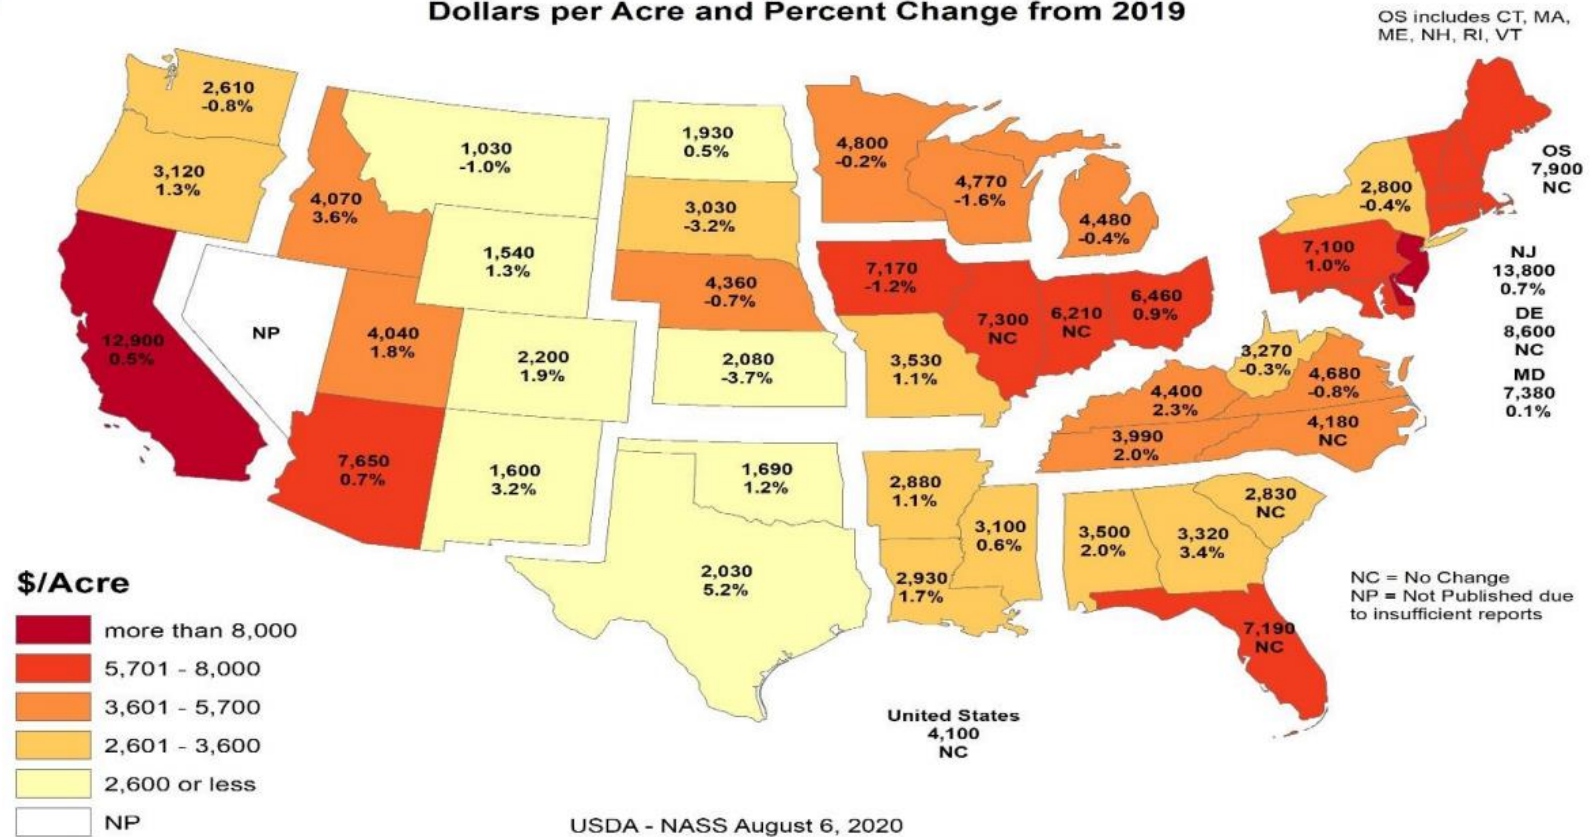 Dollars per Acre and Percent Change from 2019
OS includes CT, MA,
ME, NH, RI, VT
2,610
-0.8%
3,120
1.3%
12,900
0.5%
NP
4,070
3.6%
1,030
-1.0%
1,540
1.3%
4,040
1.8%
2,200
1.9%
7,650
0.7%
1,600
3.2%
1,930
0.5%
3,030
-3.2%
4,360
-0.7%
2,080
-3.7%
1,690
1.2%
2,030
5.2%
4,800
-0.2%
4,770
-1.6%
4,480
-0.4%
7,170
-1.2%
7,300
NC
6,210
NC
6,460
0.9%
3,530
1.1%
2,880
1.1%
2,930
1.7%
3,100
0.6%
3,500
2.0%
3,320
3.4%
2,830
NC
7,190
NC
4,400
2.3%
3,990
2.0%
3,270
-0.3%
4,680
-0.8%
4,180
NC
7,100
1.0%
2,800
-0.4%
OS
7,900
NC
NJ
13,800
0.7%
DE
8,600
NC
MD
7,380
0.1%
NC = No Change
NP = Not Published due
to insufficient reports
$/Acre
more than 8,000
5,701 - 8,000
3,601 - 5,700
2,601 - 3,600
2,600 or less
NP
United States
4,100
NC
USDA - NASS August 6, 2020